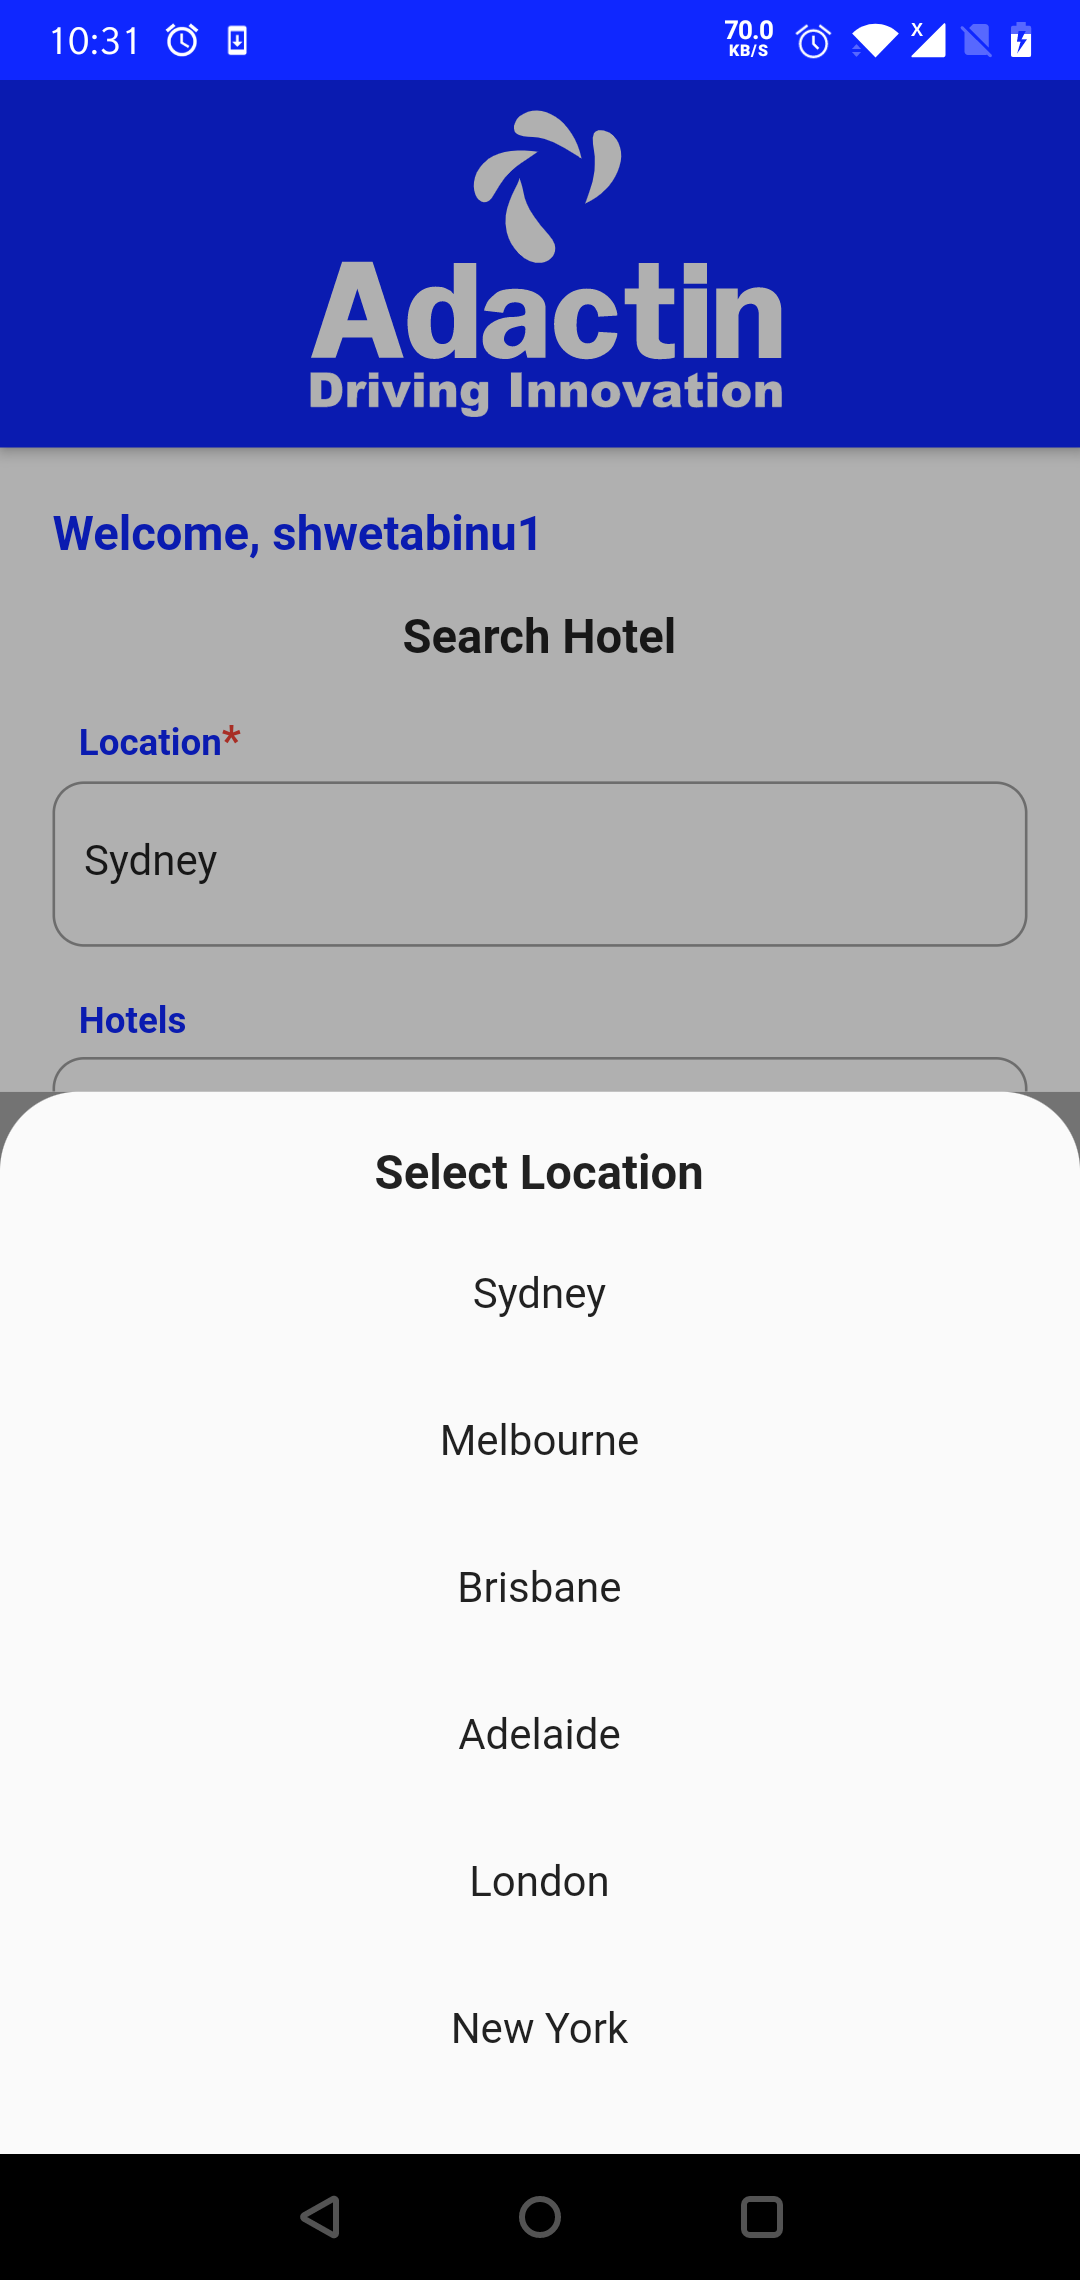 10:31
70.0
KB/S
X
Adactin
Driving Innovation
Welcome, shwetabinu1
Search Hotel
Location*
Sydney
Hotels
Select Location
Sydney
Melbourne
Brisbane
Adelaide
London
New York